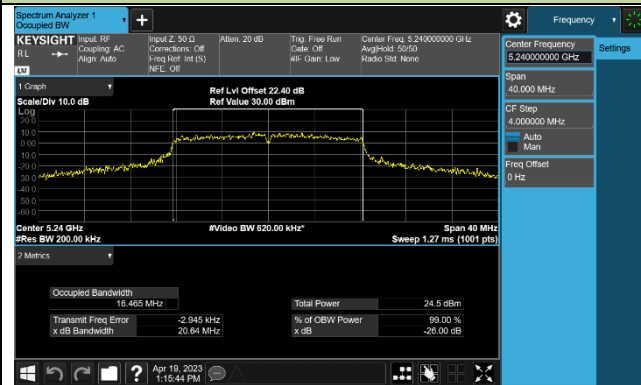 Spectrum Analyzer 1
Occupied BW
Frequency
KEYSIGHT
RL
LXI
Input: RF
Coupling: AC
Align: Auto
Input Z: 50 Ω
Corrections: Off
Freq Ref: Int (S)
NFE: Off
Atten: 20 dB
Trig: Free Run
Gate: Off
#IF Gain: Low
Center Freq: 5.240000000 GHz
Avg|Hold: 50/50
Radio Std: None
Center Frequency
5.240000000 GHz
Settings
Span
40.000 MHz
CF Step
4.000000 MHz
Auto
Man
Freq Offset
0 Hz
1 Graph
Scale/Div 10.0 dB
Ref Lvl Offset 22.40 dB
Ref Value 30.00 dBm
Log
20.0
10.0
0.00
-10.0
-20.0
-30.0
-40.0
-50.0
-60.0
Center 5.24 GHz
#Res BW 200.00 kHz
#Video BW 620.00 kHz*
Span 40 MHz
Sweep 1.27 ms (1001 pts)
2 Metrics
Occupied Bandwidth
16.465 MHz
Total Power 24.5 dBm
Transmit Freq Error -2.945 kHz
% of OBW Power 99.00 %
x dB Bandwidth 20.64 MHz
x dB -26.00 dB
Apr 19, 2023
1:15:44 PM